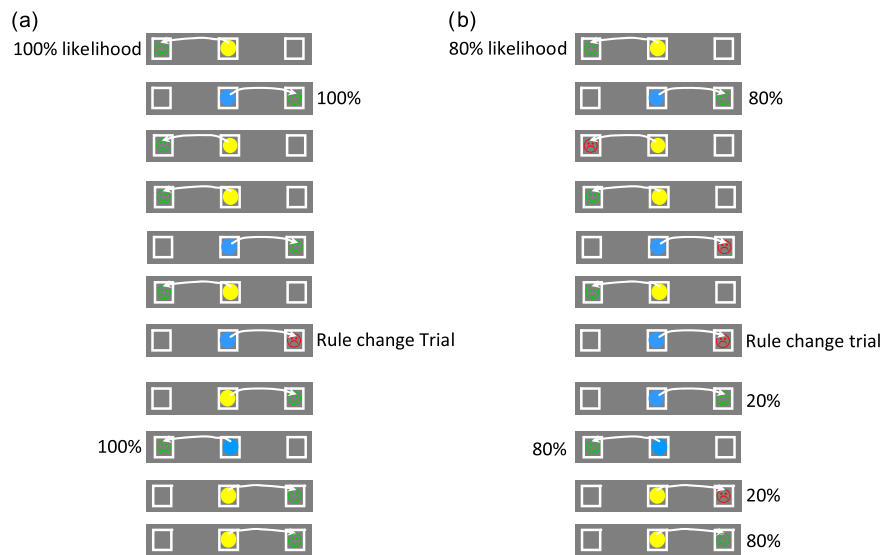 (a)
100% likelihood
100%
Rule change Trial
100%
(b)
80% likelihood
80%
Rule change trial
20%
80%
20%
80%